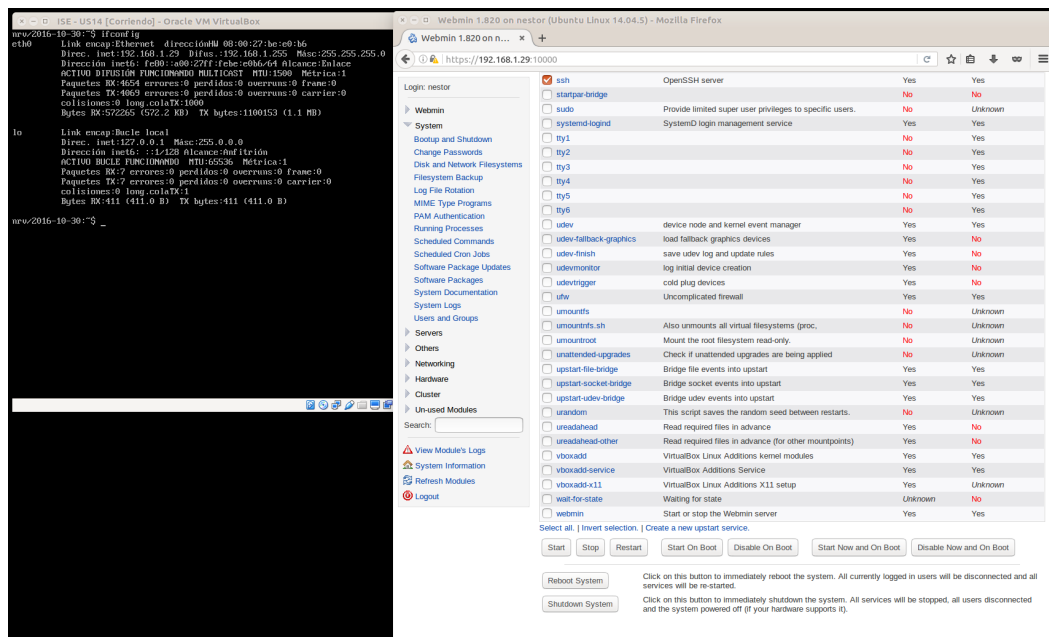 ISE - US14 [Corriendo] - Oracle VM VirtualBox
nrv/2016-10-30:~$ ifconfig
eth0 Link encap:Ethernet direcciónHW 08:00:27:be:e0:b6
Direc. inet:192.168.1.29 Difus.:192.168.1.255 Másc:255.255.255.0
Dirección inet6: fe80::a00:27ff:febe:e0b6/64 Alcance:Enlace
ACTIVO DIFUSIÓN FUNCIONANDO MULTICAST MTU:1500 Métrica:1
Paquetes RX:4654 errores:0 perdidos:0 overruns:0 frame:0
Paquetes TX:4069 errores:0 perdidos:0 overruns:0 carrier:0
colisiones:0 long.colaTX:1000
Bytes RX:572265 (572.2 KB) TX bytes:1100153 (1.1 MB)
lo Link encap:Bucle local
Direc. inet:127.0.0.1 Másc:255.0.0.0
Dirección inet6: ::1/128 Alcance:Anfitrión
ACTIVO BUCLE FUNCIONANDO MTU:65536 Métrica:1
Paquetes RX:7 errores:0 perdidos:0 overruns:0 frame:0
Paquetes TX:7 errores:0 perdidos:0 overruns:0 carrier:0
colisiones:0 long.colaTX:1
Bytes RX:411 (411.0 B) TX bytes:411 (411.0 B)
nrv/2016-10-30:~$ _
Webmin 1.820 on nestor (Ubuntu Linux 14.04.5) - Mozilla Firefox
Webmin 1.820 on n...
https://192.168.1.29:10000
Login: nestor
Webmin
System
Bootup and Shutdown
Change Passwords
Disk and Network Filesystems
Filesystem Backup
Log File Rotation
MIME Type Programs
PAM Authentication
Running Processes
Scheduled Commands
Scheduled Cron Jobs
Software Package Updates
Software Packages
System Documentation
System Logs
Users and Groups
Servers
Others
Networking
Hardware
Cluster
Un-used Modules
Search:
View Module's Logs
System Information
Refresh Modules
Logout
ssh OpenSSH server Yes Yes
startpar-bridge No No
sudo Provide limited super user privileges to specific users. No Unknown
systemd-logind SystemD login management service Yes Yes
tty1 No Yes
tty2 No Yes
tty3 No Yes
tty4 No Yes
tty5 No Yes
tty6 No Yes
udev device node and kernel event manager Yes Yes
udev-fallback-graphics load fallback graphics devices Yes No
udev-finish save udev log and update rules Yes No
udevmonitor log initial device creation Yes No
udevtrigger cold plug devices Yes No
ufw Uncomplicated firewall Yes Yes
umountfs No Unknown
umountnfs.sh Also unmounts all virtual filesystems (proc, No Unknown
umountroot Mount the root filesystem read-only. No Unknown
unattended-upgrades Check if unattended upgrades are being applied No Unknown
upstart-file-bridge Bridge file events into upstart Yes Yes
upstart-socket-bridge Bridge socket events into upstart Yes Yes
upstart-udev-bridge Bridge udev events into upstart Yes Yes
urandom This script saves the random seed between restarts. No Unknown
ureadahead Read required files in advance Yes No
ureadahead-other Read required files in advance (for other mountpoints) Yes No
vboxadd VirtualBox Linux Additions kernel modules Yes Yes
vboxadd-service VirtualBox Additions Service Yes Yes
vboxadd-x11 VirtualBox Linux Additions X11 setup Yes Unknown
wait-for-state Waiting for state Unknown No
webmin Start or stop the Webmin server Yes Yes
Select all. | Invert selection. | Create a new upstart service.
Start Stop Restart Start On Boot Disable On Boot Start Now and On Boot Disable Now and On Boot
Reboot System Click on this button to immediately reboot the system. All currently logged in users will be disconnected and all
services will be re-started.
Shutdown System Click on this button to immediately shutdown the system. All services will be stopped, all users disconnected
and the system powered off (if your hardware supports it).